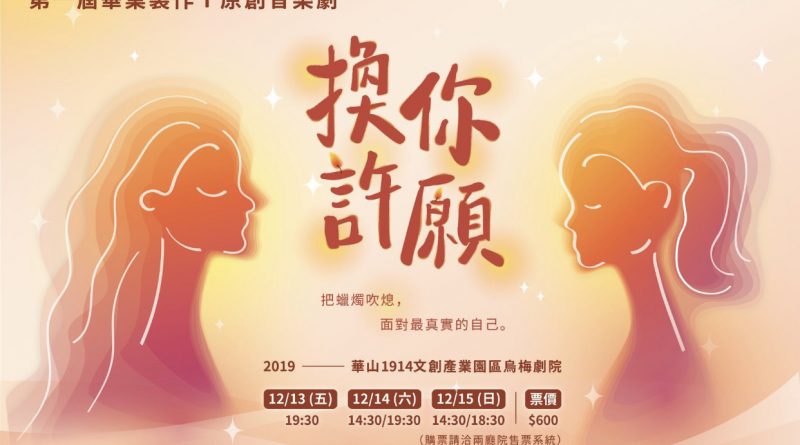 第一屆畢業製作｜原創音樂劇
換你
許願
把蠟燭吹熄，
面對最真實的自己。
2019 —— 華山1914文創產業園區烏梅劇院
12/13 (五) 12/14 (六) 12/15 (日) 票價
19:30 14:30/19:30 14:30/18:30 $600
（購票請洽兩廳院售票系統）